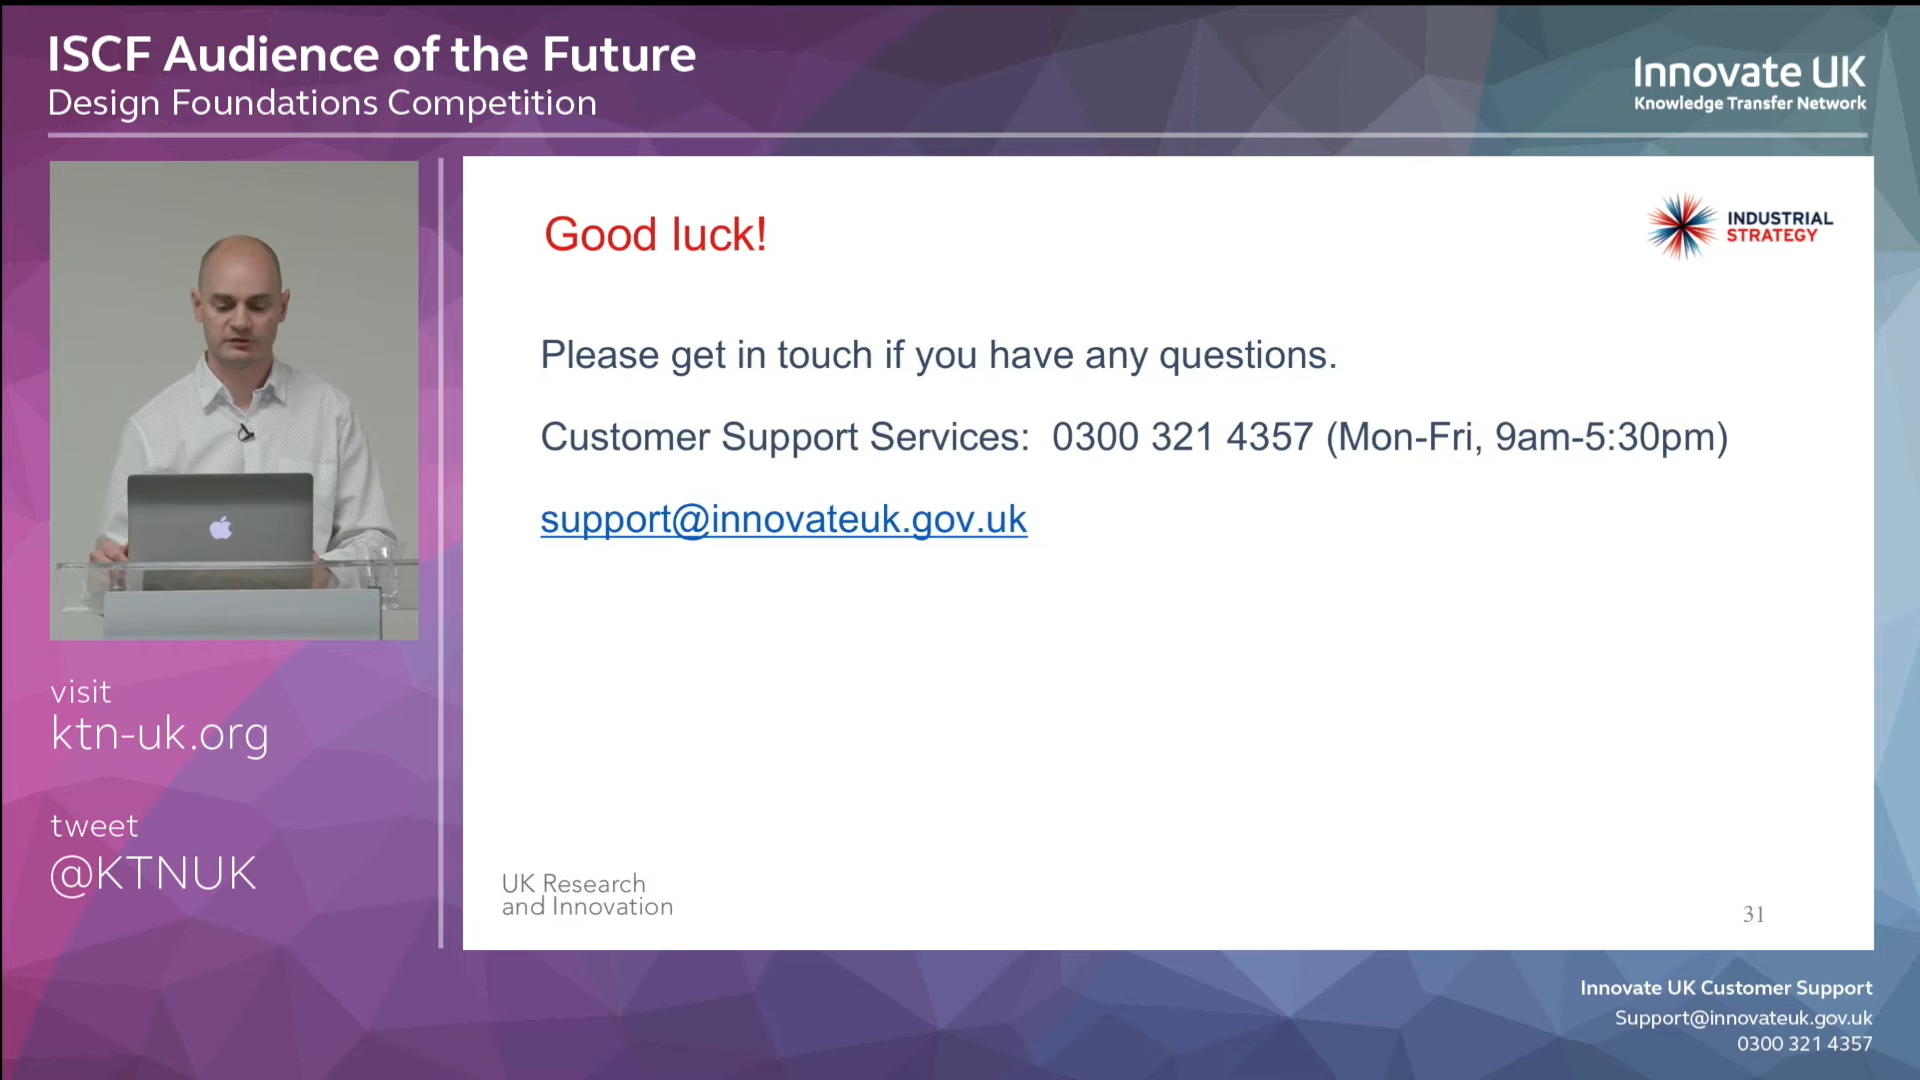 ISCF Audience of the Future
Design Foundations Competition
Innovate UK
Knowledge Transfer Network
Good luck!
INDUSTRIAL
STRATEGY
Please get in touch if you have any questions.
Customer Support Services:  0300 321 4357 (Mon-Fri, 9am-5:30pm)
support@innovateuk.gov.uk
visit
ktn-uk.org
tweet
@KTNUK
UK Research
and Innovation
31
Innovate UK Customer Support
Support@innovateuk.gov.uk
0300 321 4357